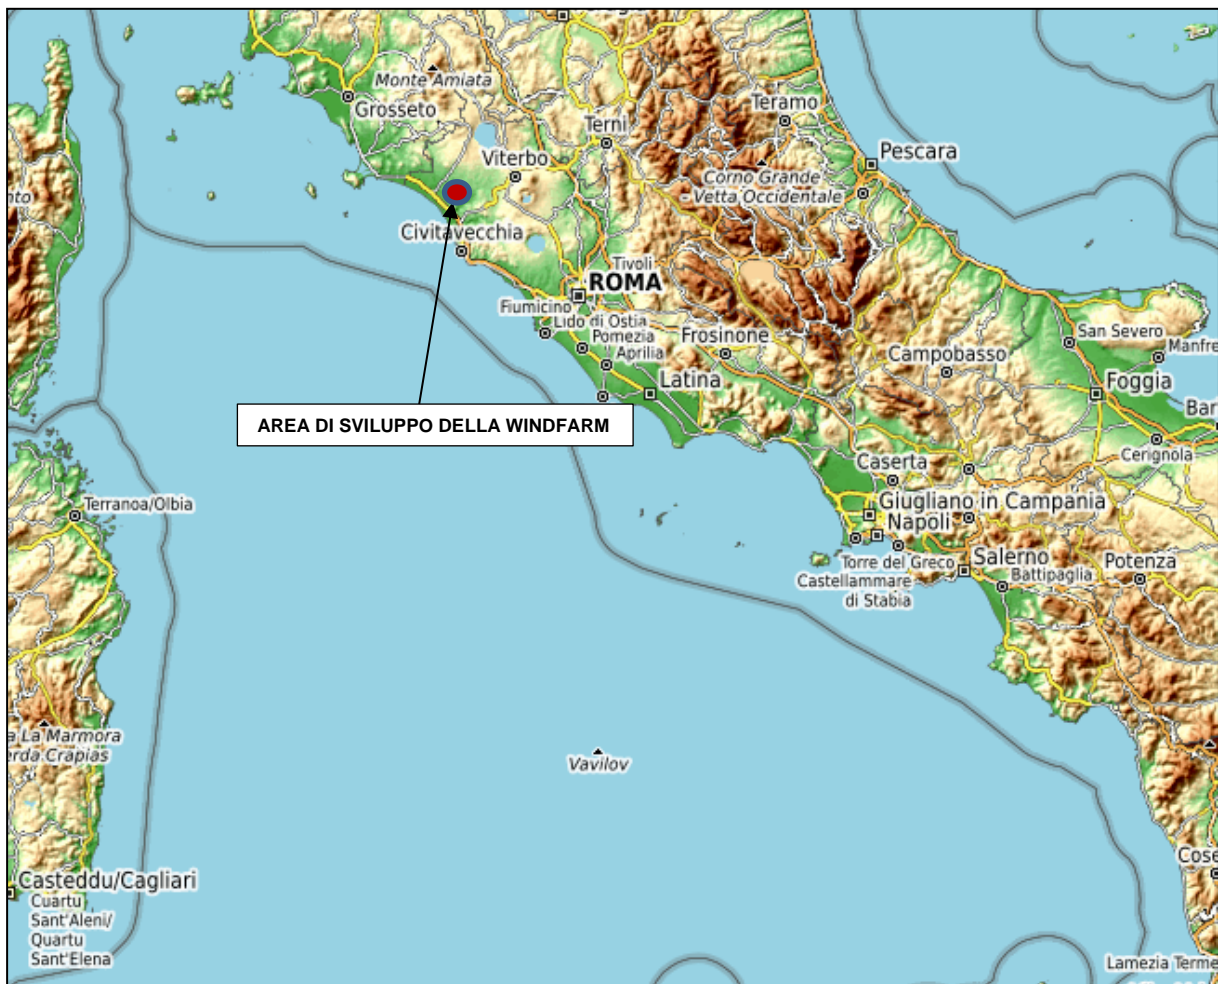 Monte Amiata
Grosseto
Teramo
Terni
Pescara
Viterbo
Corno Grande
- Vetta Occidentale
Civitavecchia
Tivoli
ROMA
Fiumicino
Lido di Ostia
Pomezia
Aprilia
Frosinone
San Severo
Manfre
Campobasso
Latina
Foggia
AREA DI SVILUPPO DELLA WINDFARM
Bar
Cerignola
Caserta
Terranoa/Olbia
Giugliano in Campania
Napoli
Torre del Greco
Salerno
Castellammare
di Stabia
Battipaglia
Potenza
a La Marmora
erda Crapias
Vavilov
Cose
Casteddu/Cagliari
Cuartu
Sant'Aleni/
Quartu
Sant'Elena
Lamezia Terme